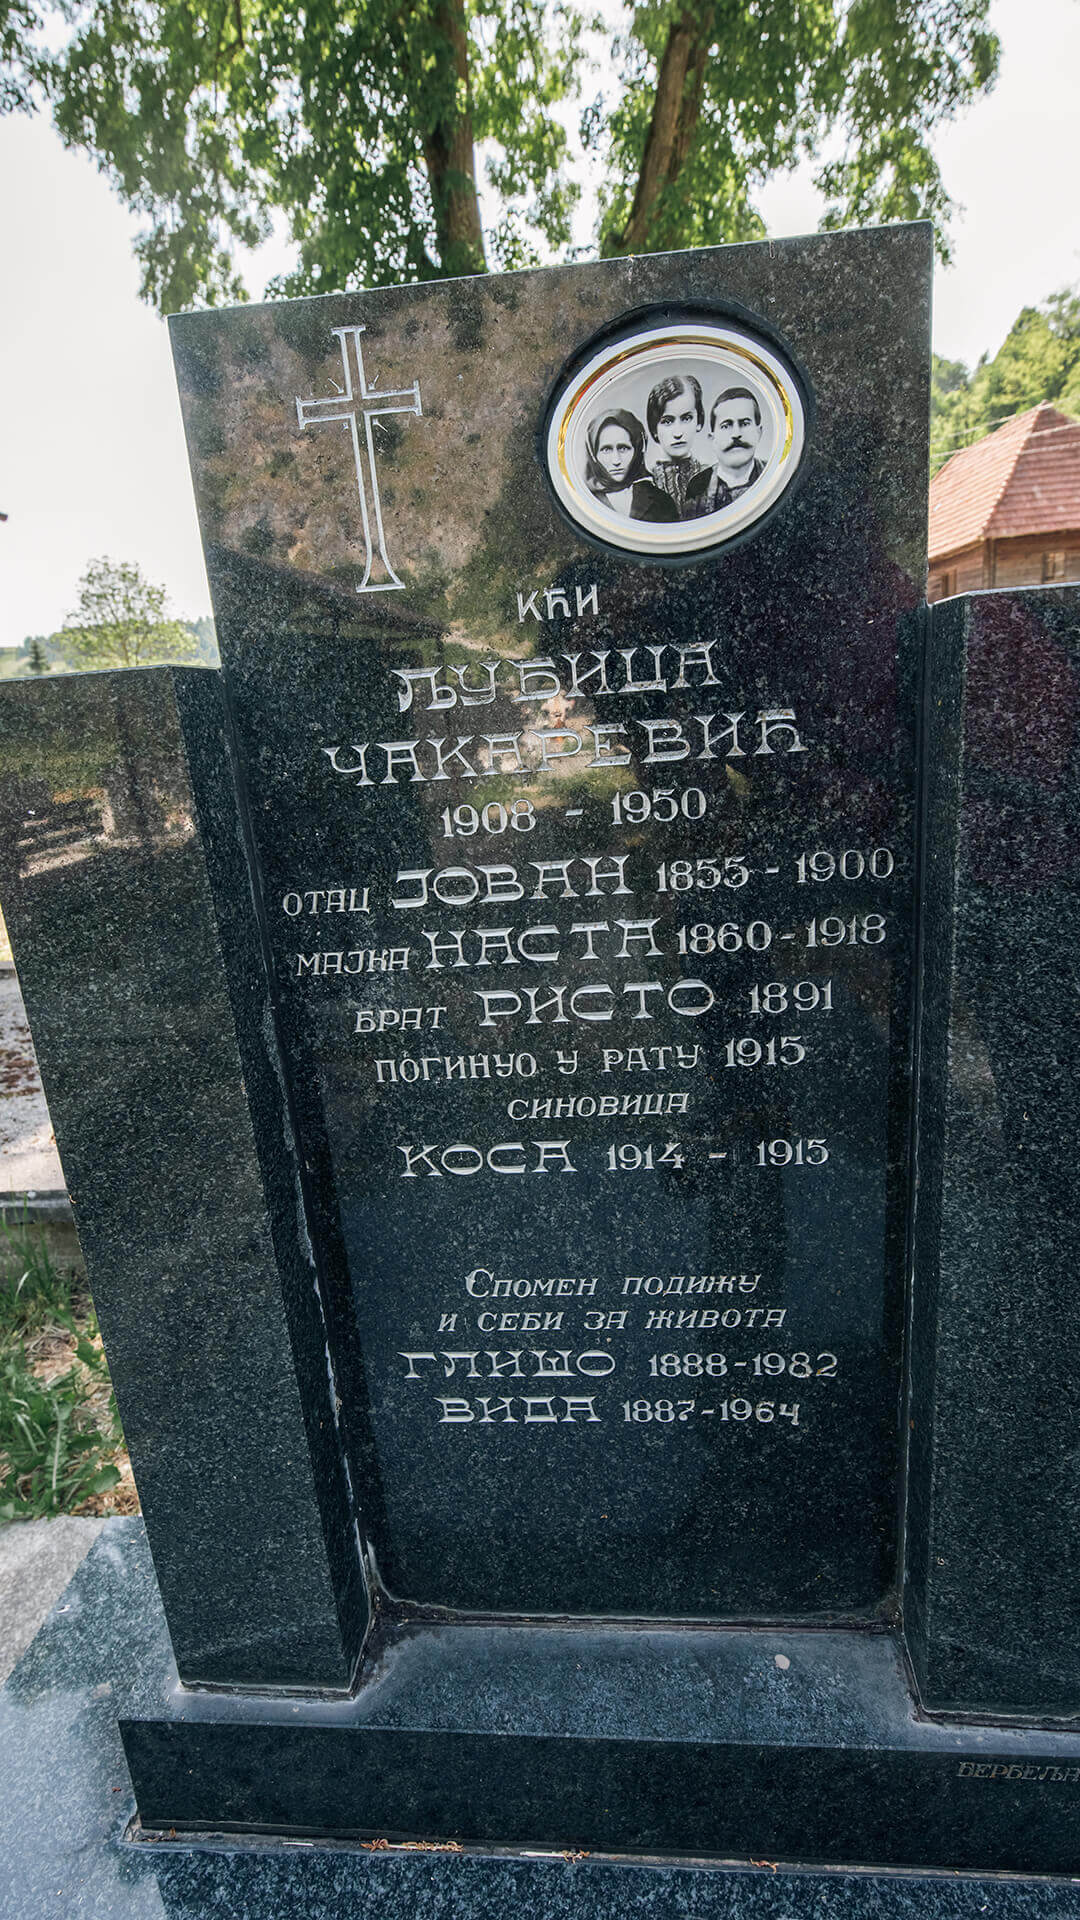 КЋИ
ЉУБИЦА
ЧАКАРЕВИЋ
1908 - 1950
ОТАЦ ЈОВАН 1855 - 1900
МАЈКА НАСТА 1860 - 1918
БРАТ РИСТО 1891
ПОГИНУО У РАТУ 1915
СИНОВИЦА
КОСА 1914 - 1915
СПОМЕН ПОДИЖУ
И СЕБИ ЗА ЖИВОТА
ГЛИШО 1888-1982
ВИДА 1887-1964